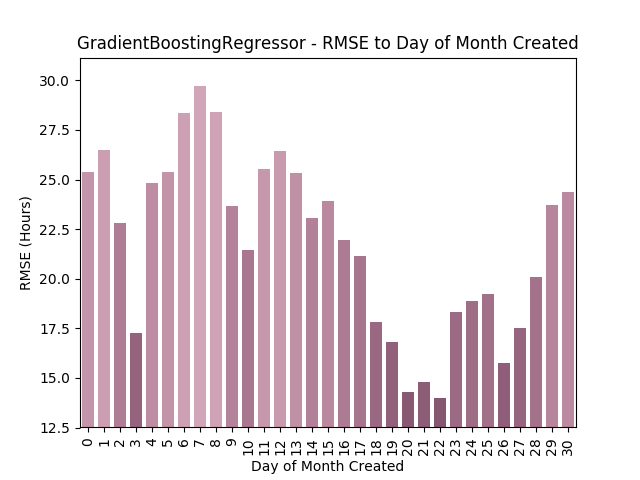 GradientBoostingRegressor - RMSE to Day of Month Created
30.0
27.5
25.0
22.5
20.0
17.5
15.0
12.5
RMSE (Hours)
0 1 2 3 4 5 6 7 8 9 10 11 12 13 14 15 16 17 18 19 20 21 22 23 24 25 26 27 28 29 30
Day of Month Created